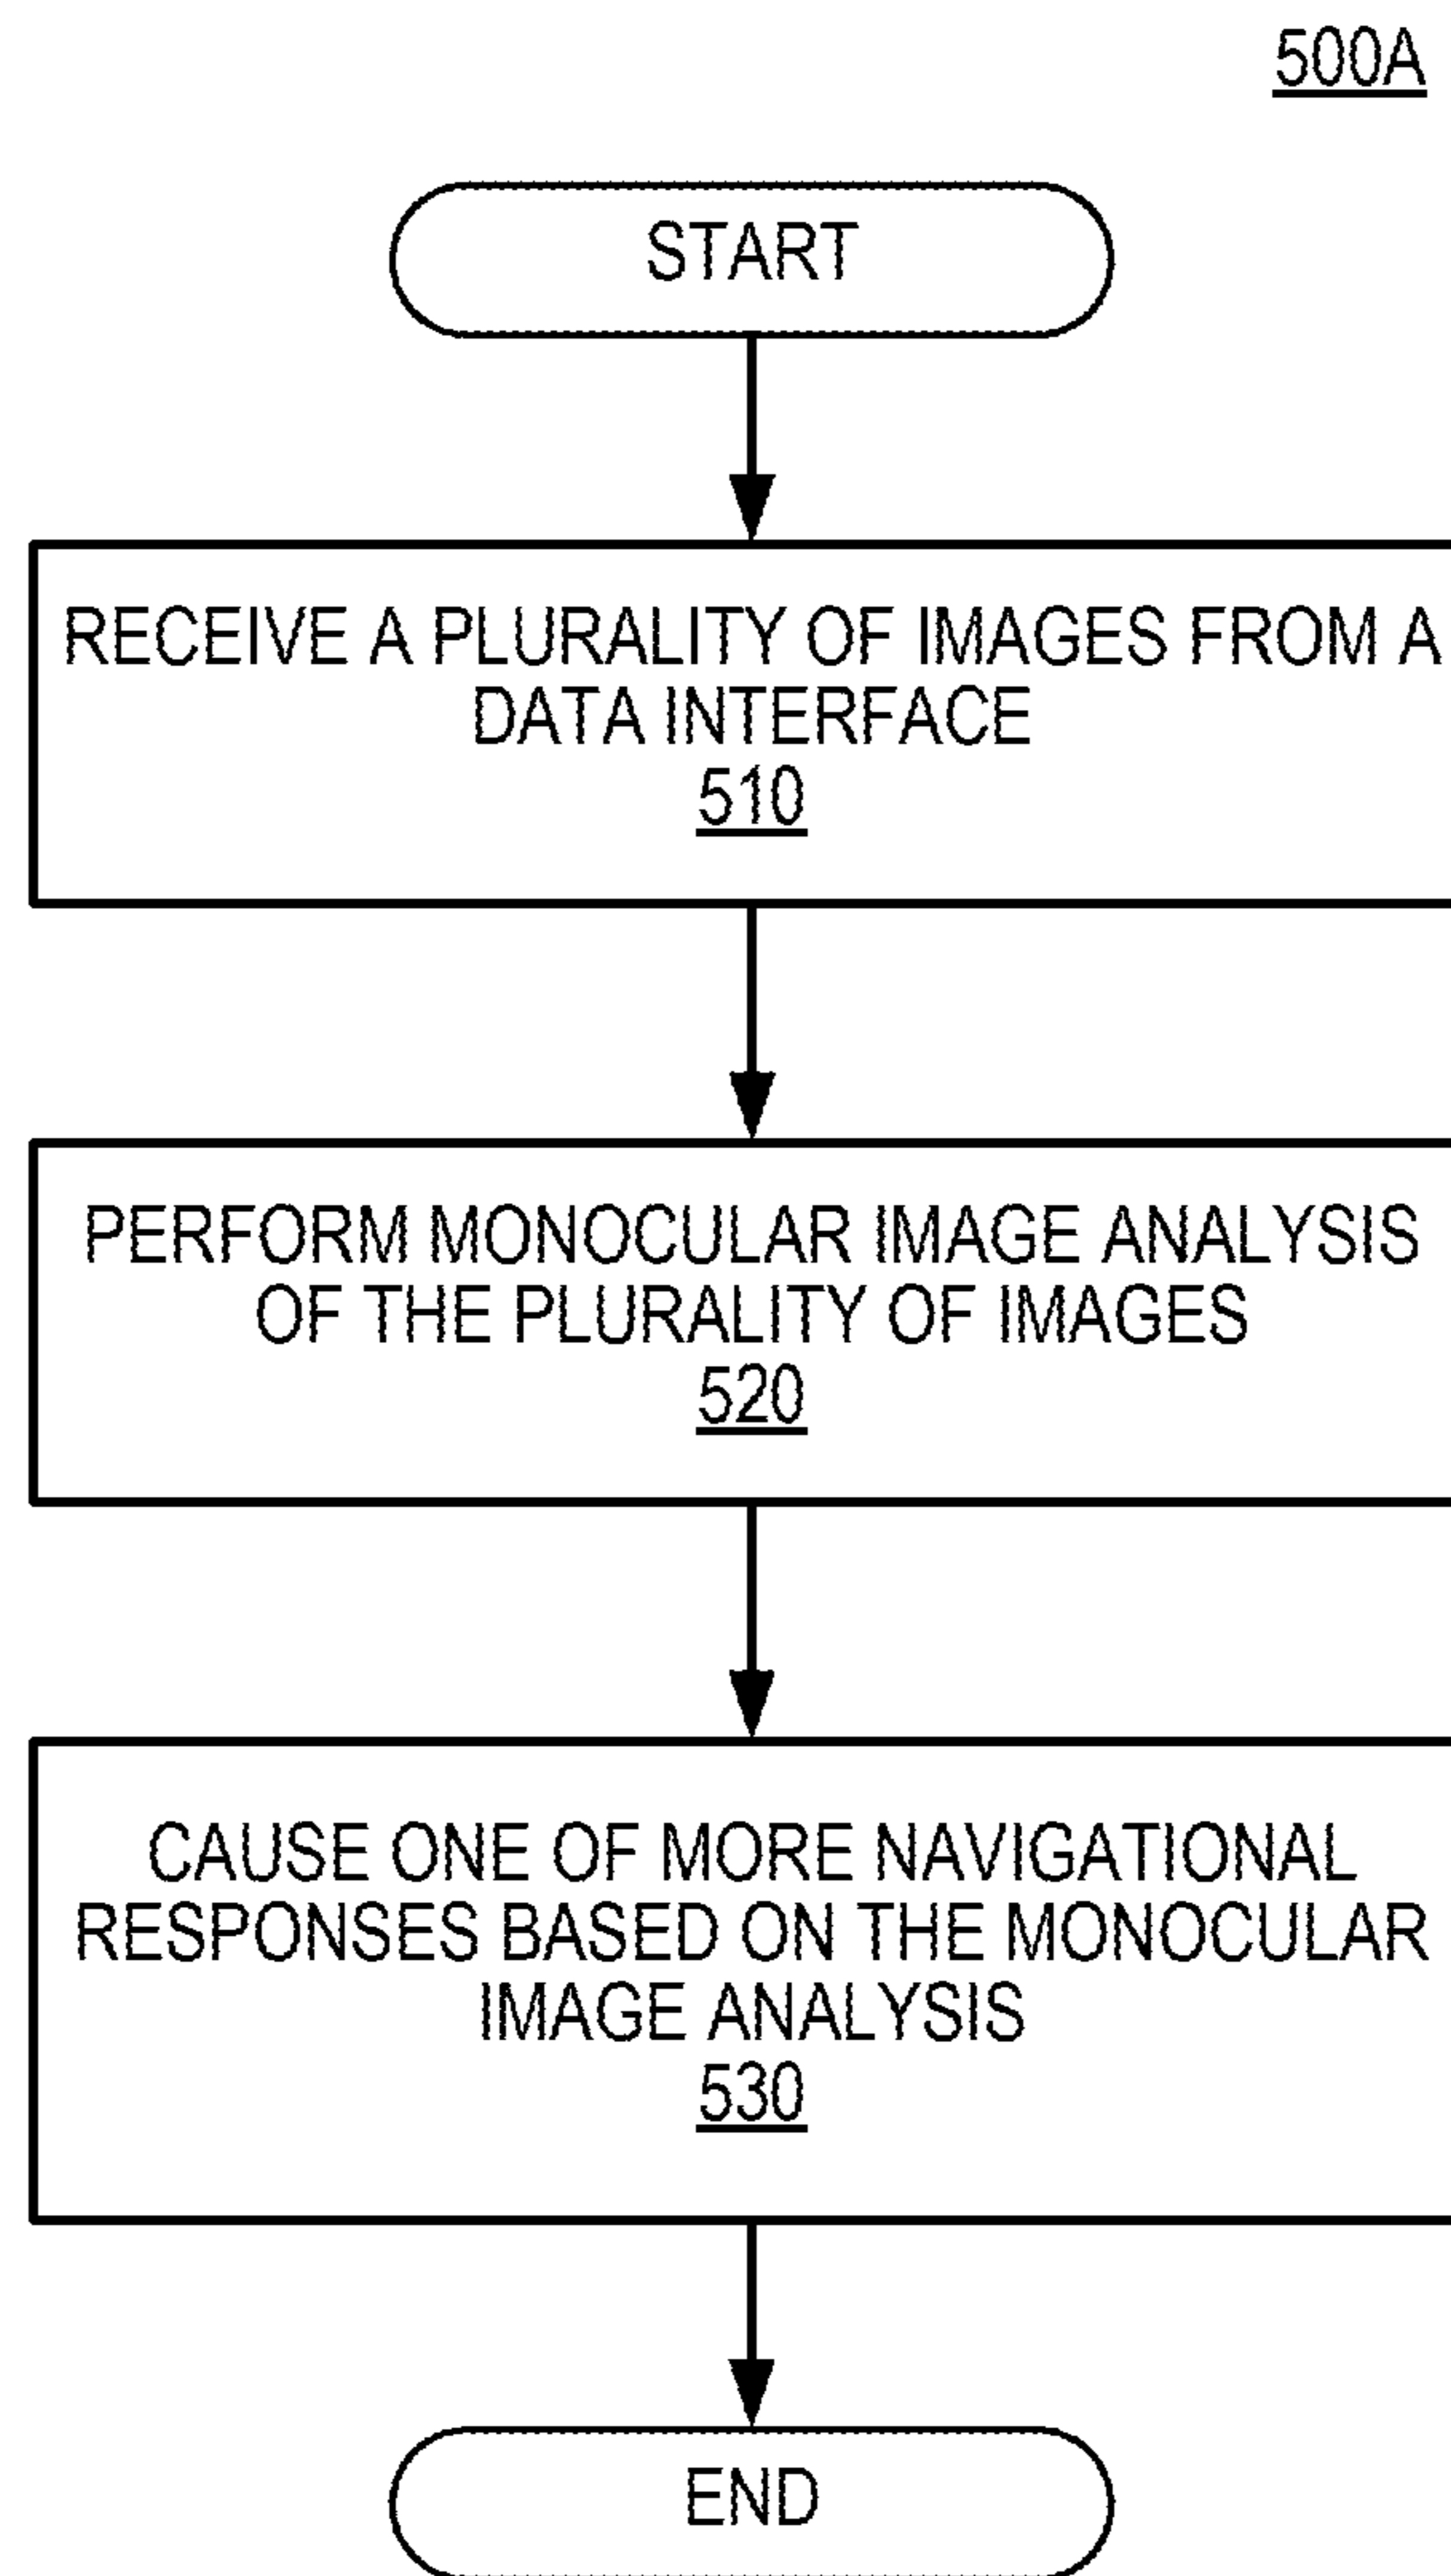 500A
START
RECEIVE A PLURALITY OF IMAGES FROM A
DATA INTERFACE
510
PERFORM MONOCULAR IMAGE ANALYSIS
OF THE PLURALITY OF IMAGES
520
CAUSE ONE OF MORE NAVIGATIONAL
RESPONSES BASED ON THE MONOCULAR
IMAGE ANALYSIS
530
END